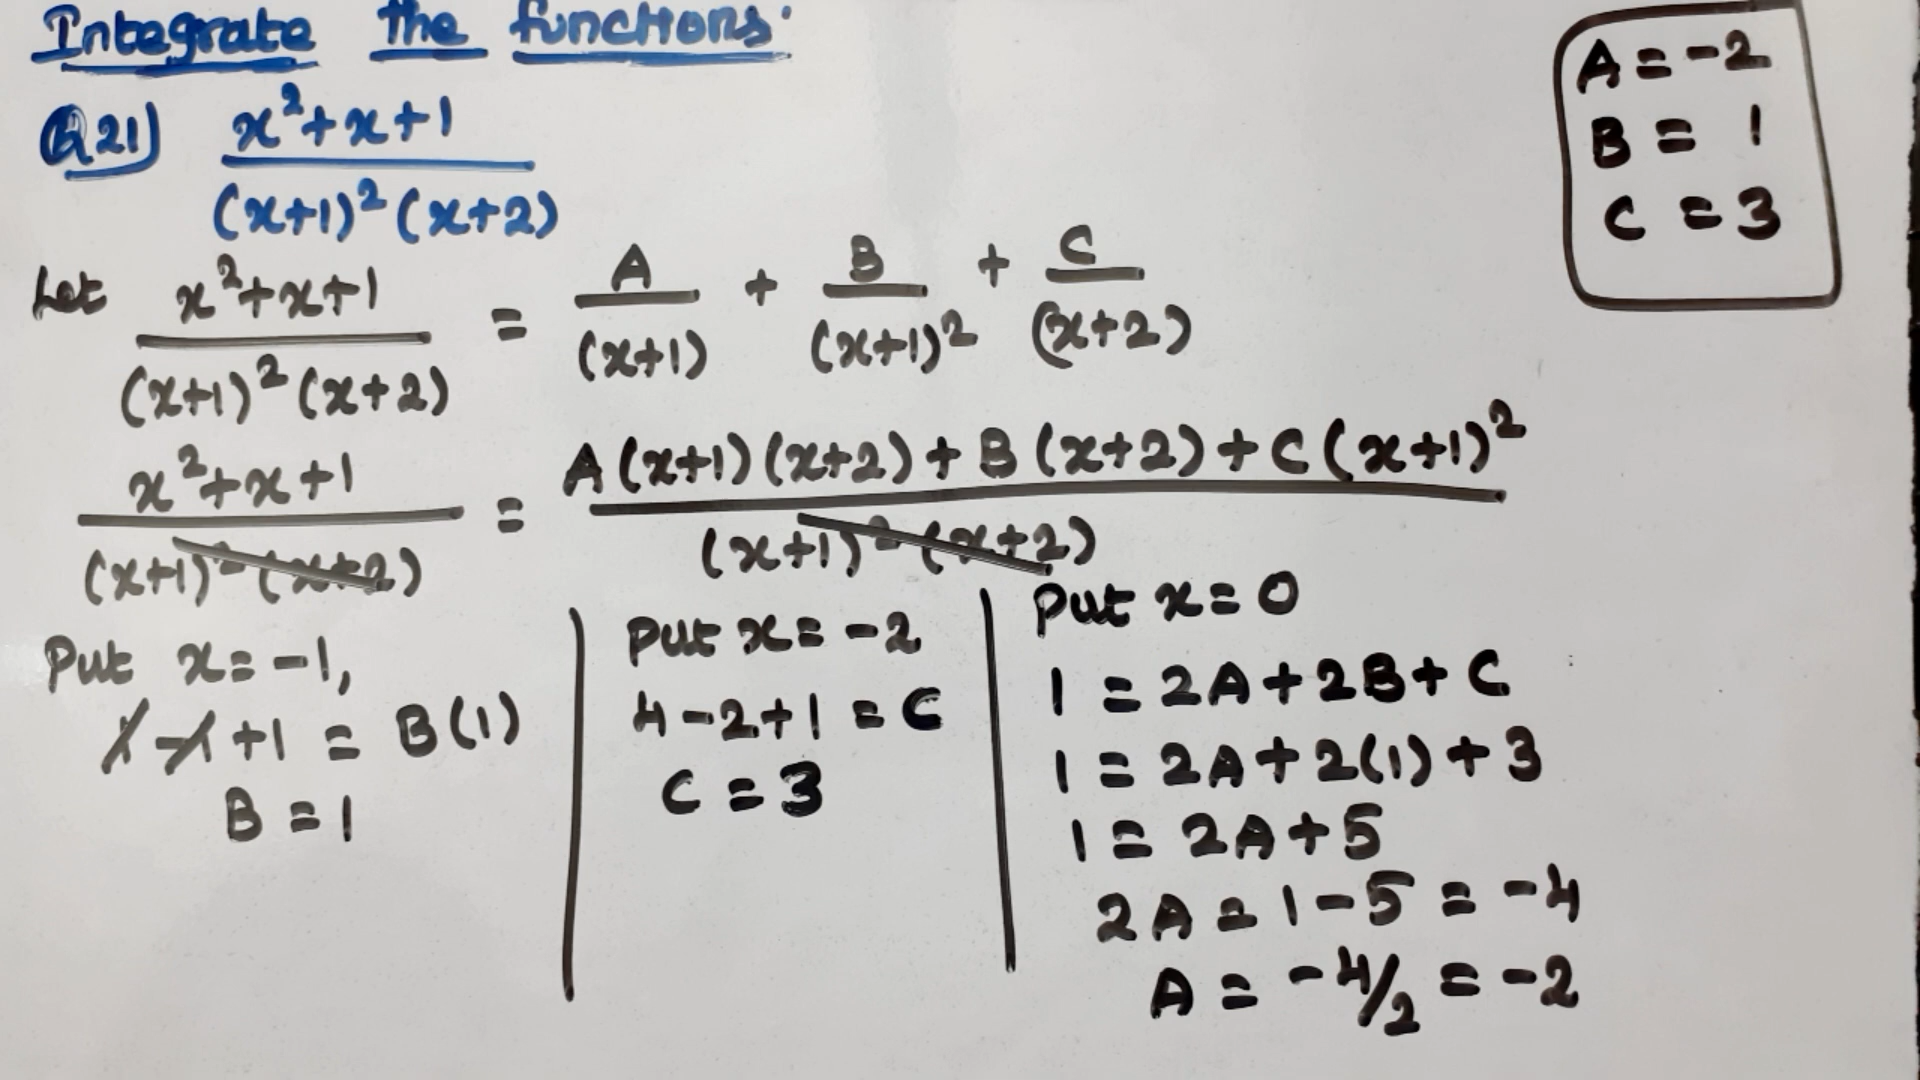 Integrate the functions.
Q21) x²+x+1 / (x+1)² (x+2)
Let x²+x+1 / (x+1)² (x+2) = A / (x+1) + B / (x+1)² + C / (x+2)
x²+x+1 / (x+1)² (x+2) = A(x+1)(x+2) + B(x+2) + C(x+1)² / (x+1)² (x+2)
Put x = -1,
1 - 1 + 1 = B(1)
B = 1
Put x = -2
4 - 2 + 1 = C
C = 3
Put x = 0
1 = 2A + 2B + C
1 = 2A + 2(1) + 3
1 = 2A + 5
2A = 1 - 5 = -4
A = -4/2 = -2
A = -2
B = 1
C = 3